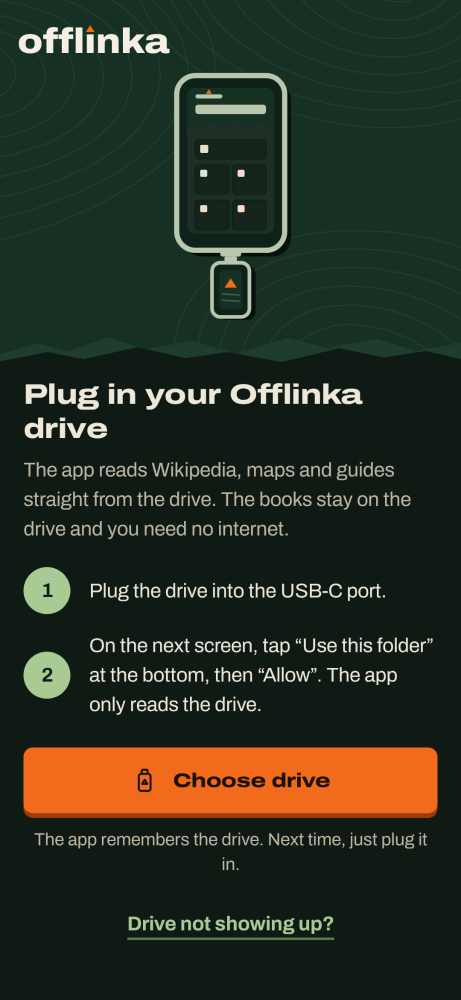 offlinka
Plug in your Offlinka
drive
The app reads Wikipedia, maps and guides
straight from the drive. The books stay on the
drive and you need no internet.
1
Plug the drive into the USB-C port.
On the next screen, tap “Use this folder”
2
at the bottom, then “Allow”. The app
only reads the drive.
Choose drive
The app remembers the drive. Next time, just plug it
in.
Drive not showing up?